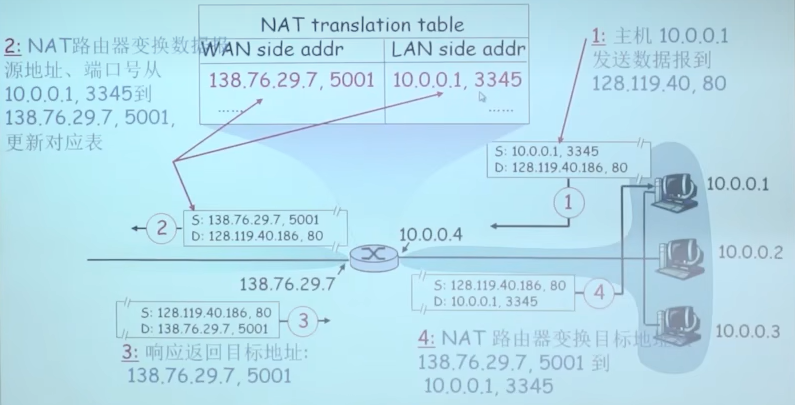 NAT translation table
WAN side addr
LAN side addr
138.76.29.7, 5001
10.0.0.1, 3345
......
......
2: NAT路由器变换数据报
源地址、端口号从
10.0.0.1, 3345到
138.76.29.7, 5001,
更新对应表
1: 主机 10.0.0.1
发送数据报到
128.119.40, 80
S: 10.0.0.1, 3345
D: 128.119.40.186, 80
1
10.0.0.1
S: 138.76.29.7, 5001
D: 128.119.40.186, 80
2
10.0.0.4
10.0.0.2
138.76.29.7
S: 128.119.40.186, 80
D: 10.0.0.1, 3345
4
S: 128.119.40.186, 80
D: 138.76.29.7, 5001
3
10.0.0.3
3: 响应返回目标地址:
138.76.29.7, 5001
4: NAT 路由器变换目标地
138.76.29.7, 5001 到
10.0.0.1, 3345